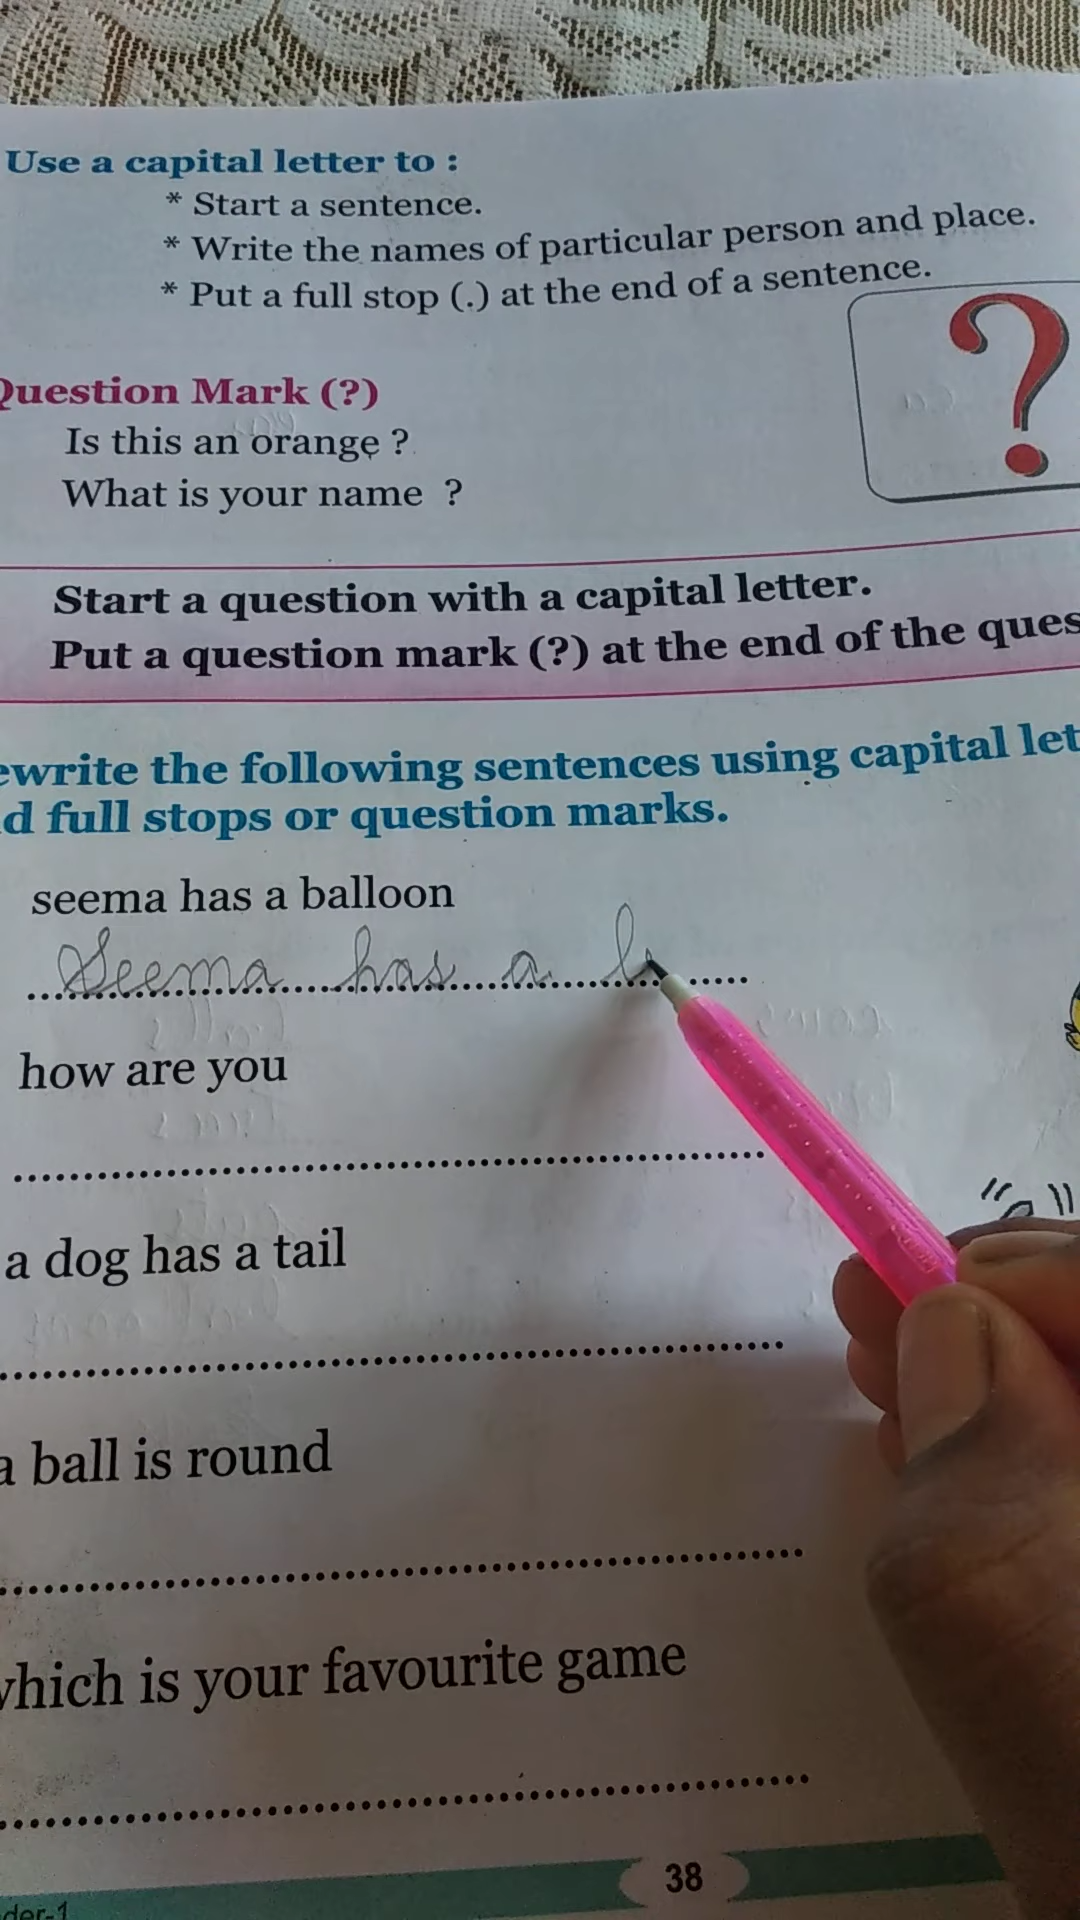 Use a capital letter to :
* Start a sentence.
* Write the names of particular person and place.
* Put a full stop (.) at the end of a sentence.
?
Question Mark (?)
Is this an orange ?
What is your name ?
Start a question with a capital letter.
Put a question mark (?) at the end of the ques
ewrite the following sentences using capital let
d full stops or question marks.
seema has a balloon
Seema has a b
how are you
a dog has a tail
a ball is round
which is your favourite game
38
der-1